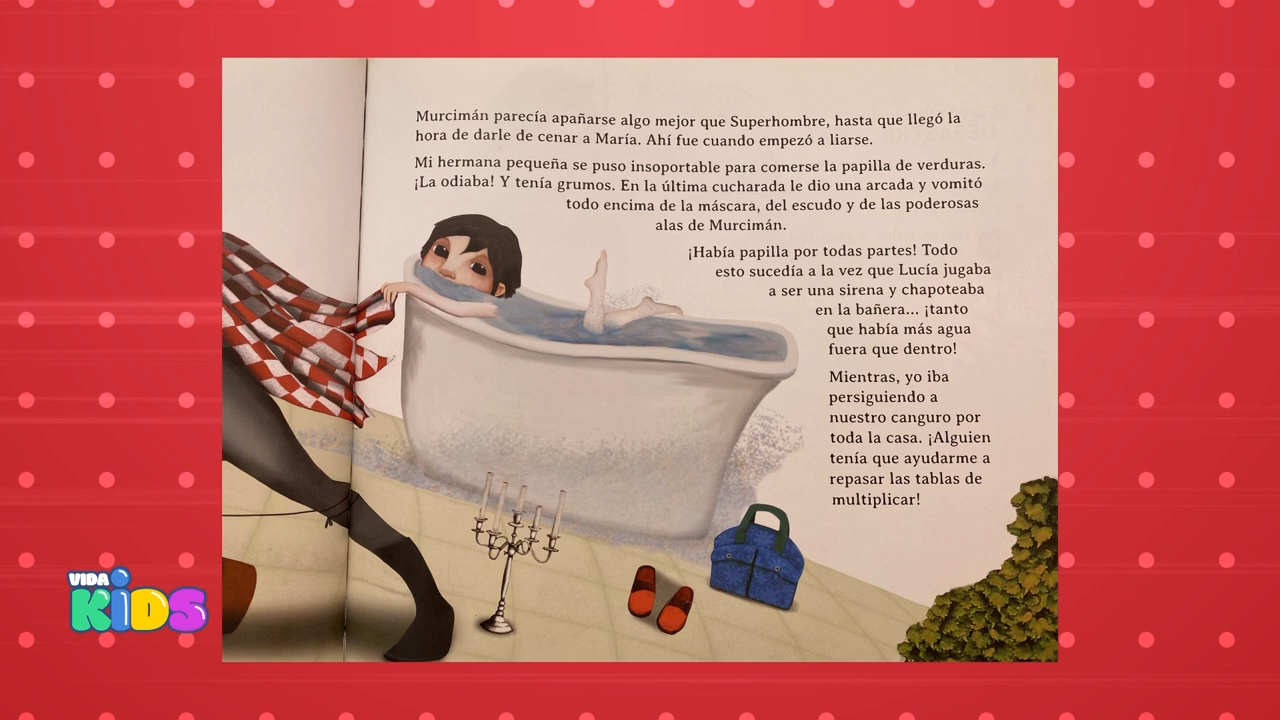 Murcimán parecía apañarse algo mejor que Superhombre, hasta que llegó la
hora de darle de cenar a María. Ahí fue cuando empezó a liarse.
Mi hermana pequeña se puso insoportable para comerse la papilla de verduras.
¡La odiaba! Y tenía grumos. En la última cucharada le dio una arcada y vomitó
todo encima de la máscara, del escudo y de las poderosas
alas de Murcimán.
¡Había papilla por todas partes! Todo
esto sucedía a la vez que Lucía jugaba
a ser una sirena y chapoteaba
en la bañera... ¡tanto
que había más agua
fuera que dentro!
Mientras, yo iba
persiguiendo a
nuestro canguro por
toda la casa. ¡Alguien
tenía que ayudarme a
repasar las tablas de
multiplicar!
VIDA
KiDS